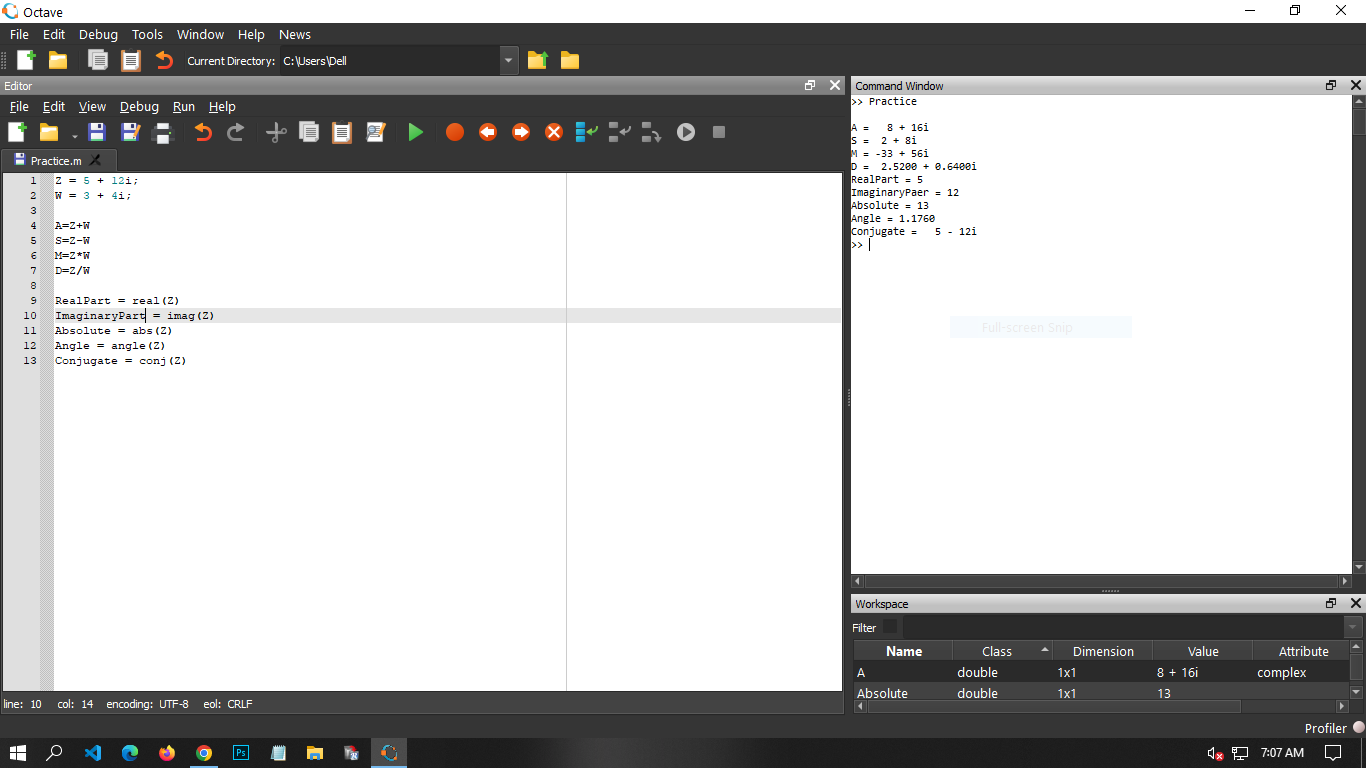 Octave
File Edit Debug Tools Window Help News
Current Directory: C:\Users\Dell
Editor
File Edit View Debug Run Help
Practice.m
1 Z = 5 + 12i;
2 W = 3 + 4i;
3
4 A=Z+W
5 S=Z-W
6 M=Z*W
7 D=Z/W
8
9 RealPart = real(Z)
10 ImaginaryPart = imag(Z)
11 Absolute = abs(Z)
12 Angle = angle(Z)
13 Conjugate = conj(Z)
line: 10 col: 14 encoding: UTF-8 eol: CRLF
Command Window
>> Practice
A =   8 + 16i
S =  2 + 8i
M = -33 + 56i
D =  2.5200 + 0.6400i
RealPart = 5
ImaginaryPaer = 12
Absolute = 13
Angle = 1.1760
Conjugate =   5 - 12i
>>
Full-screen Snip
Workspace
Filter
Name Class Dimension Value Attribute
A double 1x1 8 + 16i complex
Absolute double 1x1 13
Profiler
Ps
7:07 AM